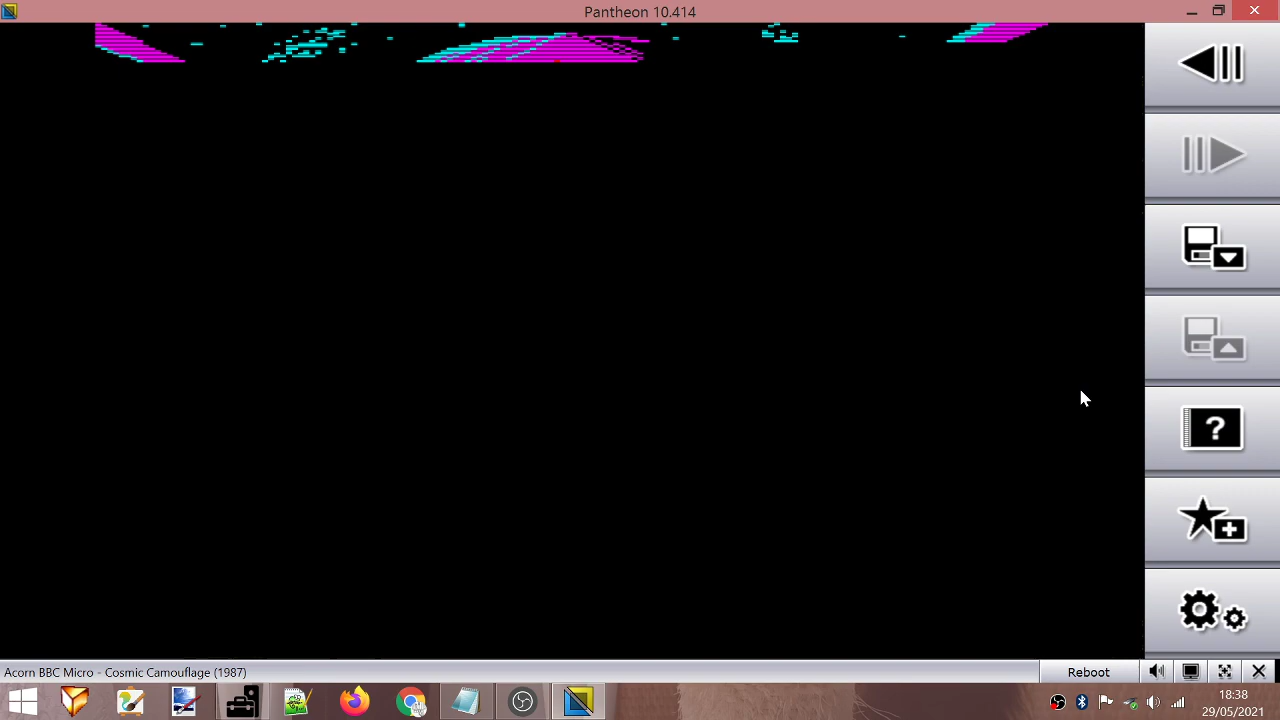 Pantheon 10.414
?
Acorn BBC Micro - Cosmic Camouflage (1987)
Reboot
18:38
29/05/2021